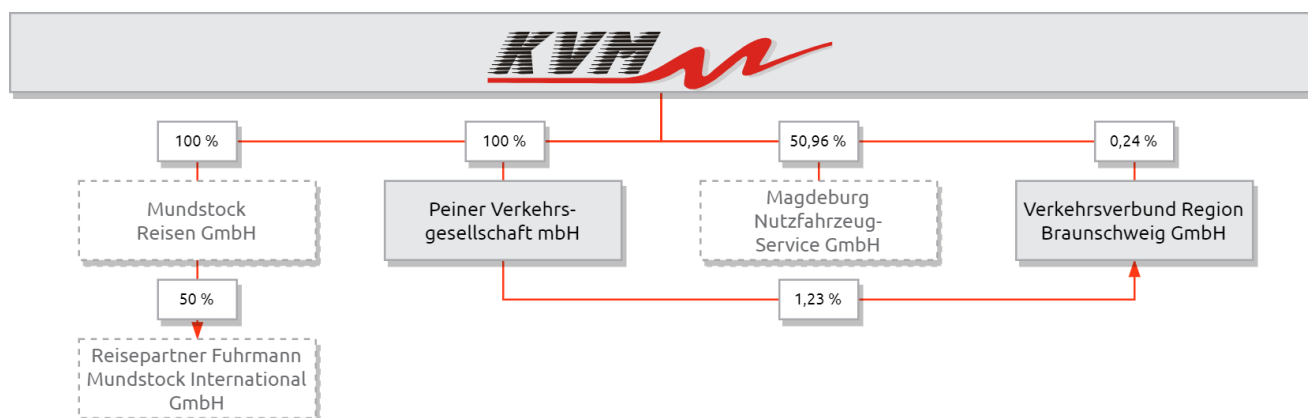 KVM
100 %
100 %
50,96 %
0,24 %
Mundstock
Reisen GmbH
Peiner Verkehrs-
gesellschaft mbH
Magdeburg
Nutzfahrzeug-
Service GmbH
Verkehrsverbund Region
Braunschweig GmbH
50 %
1,23 %
Reisepartner Fuhrmann
Mundstock International
GmbH